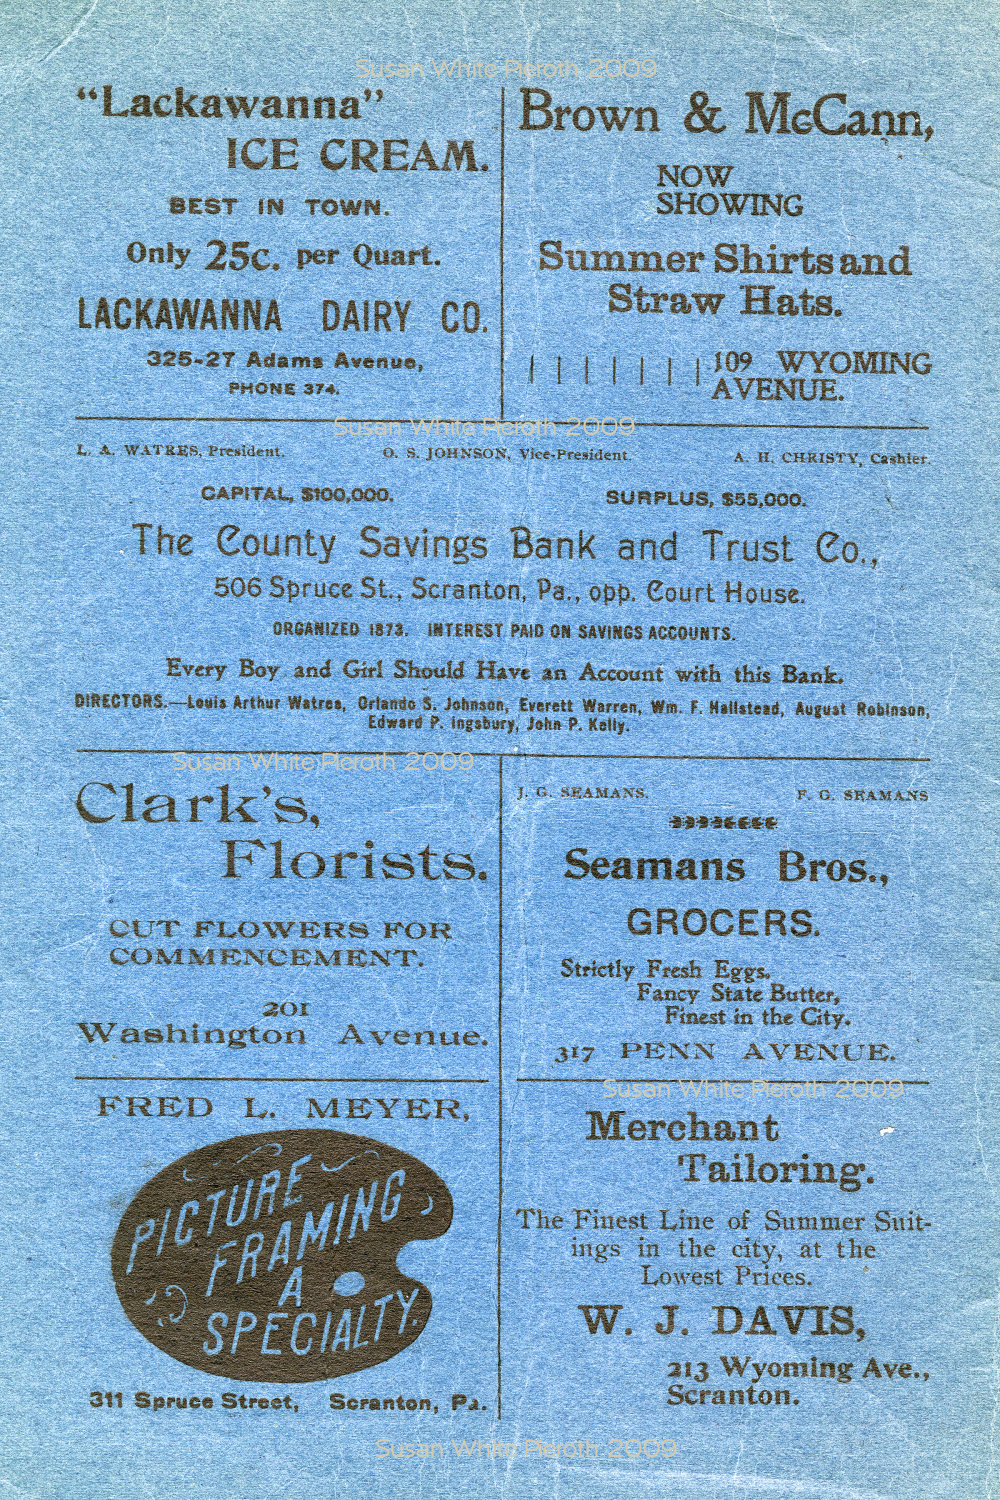 Susan White Pieroth 2009
"Lackawanna"
ICE CREAM.
BEST IN TOWN.
Only 25c. per Quart.
LACKAWANNA DAIRY CO.
325-27 Adams Avenue,
PHONE 374.
Brown & McCann,
NOW
SHOWING
Summer Shirts and
Straw Hats.
109 WYOMING
AVENUE.
Susan White Pieroth 2009
L. A. WATRES, President. O. S. JOHNSON, Vice-President. A. H. CHRISTY, Cashier.
CAPITAL, $100,000. SURPLUS, $55,000.
The County Savings Bank and Trust Co.,
506 Spruce St., Scranton, Pa., opp. Court House.
ORGANIZED 1873. INTEREST PAID ON SAVINGS ACCOUNTS.
Every Boy and Girl Should Have an Account with this Bank.
DIRECTORS.—Louis Arthur Watres, Orlando S. Johnson, Everett Warren, Wm. F. Hallstead, August Robinson,
Edward P. Ingsbury, John P. Kelly.
Susan White Pieroth 2009
Clark's,
Florists.
CUT FLOWERS FOR
COMMENCEMENT.
201
Washington Avenue.
J. G. SEAMANS. F. G. SEAMANS
Seamans Bros.,
GROCERS.
Strictly Fresh Eggs.
Fancy State Butter,
Finest in the City.
317 PENN AVENUE.
FRED L. MEYER,
PICTURE
FRAMING
A
SPECIALTY.
311 Spruce Street, Scranton, Pa.
Susan White Pieroth 2009
Merchant
Tailoring.
The Finest Line of Summer Suit-
ings in the city, at the
Lowest Prices.
W. J. DAVIS,
213 Wyoming Ave.,
Scranton.
Susan White Pieroth 2009